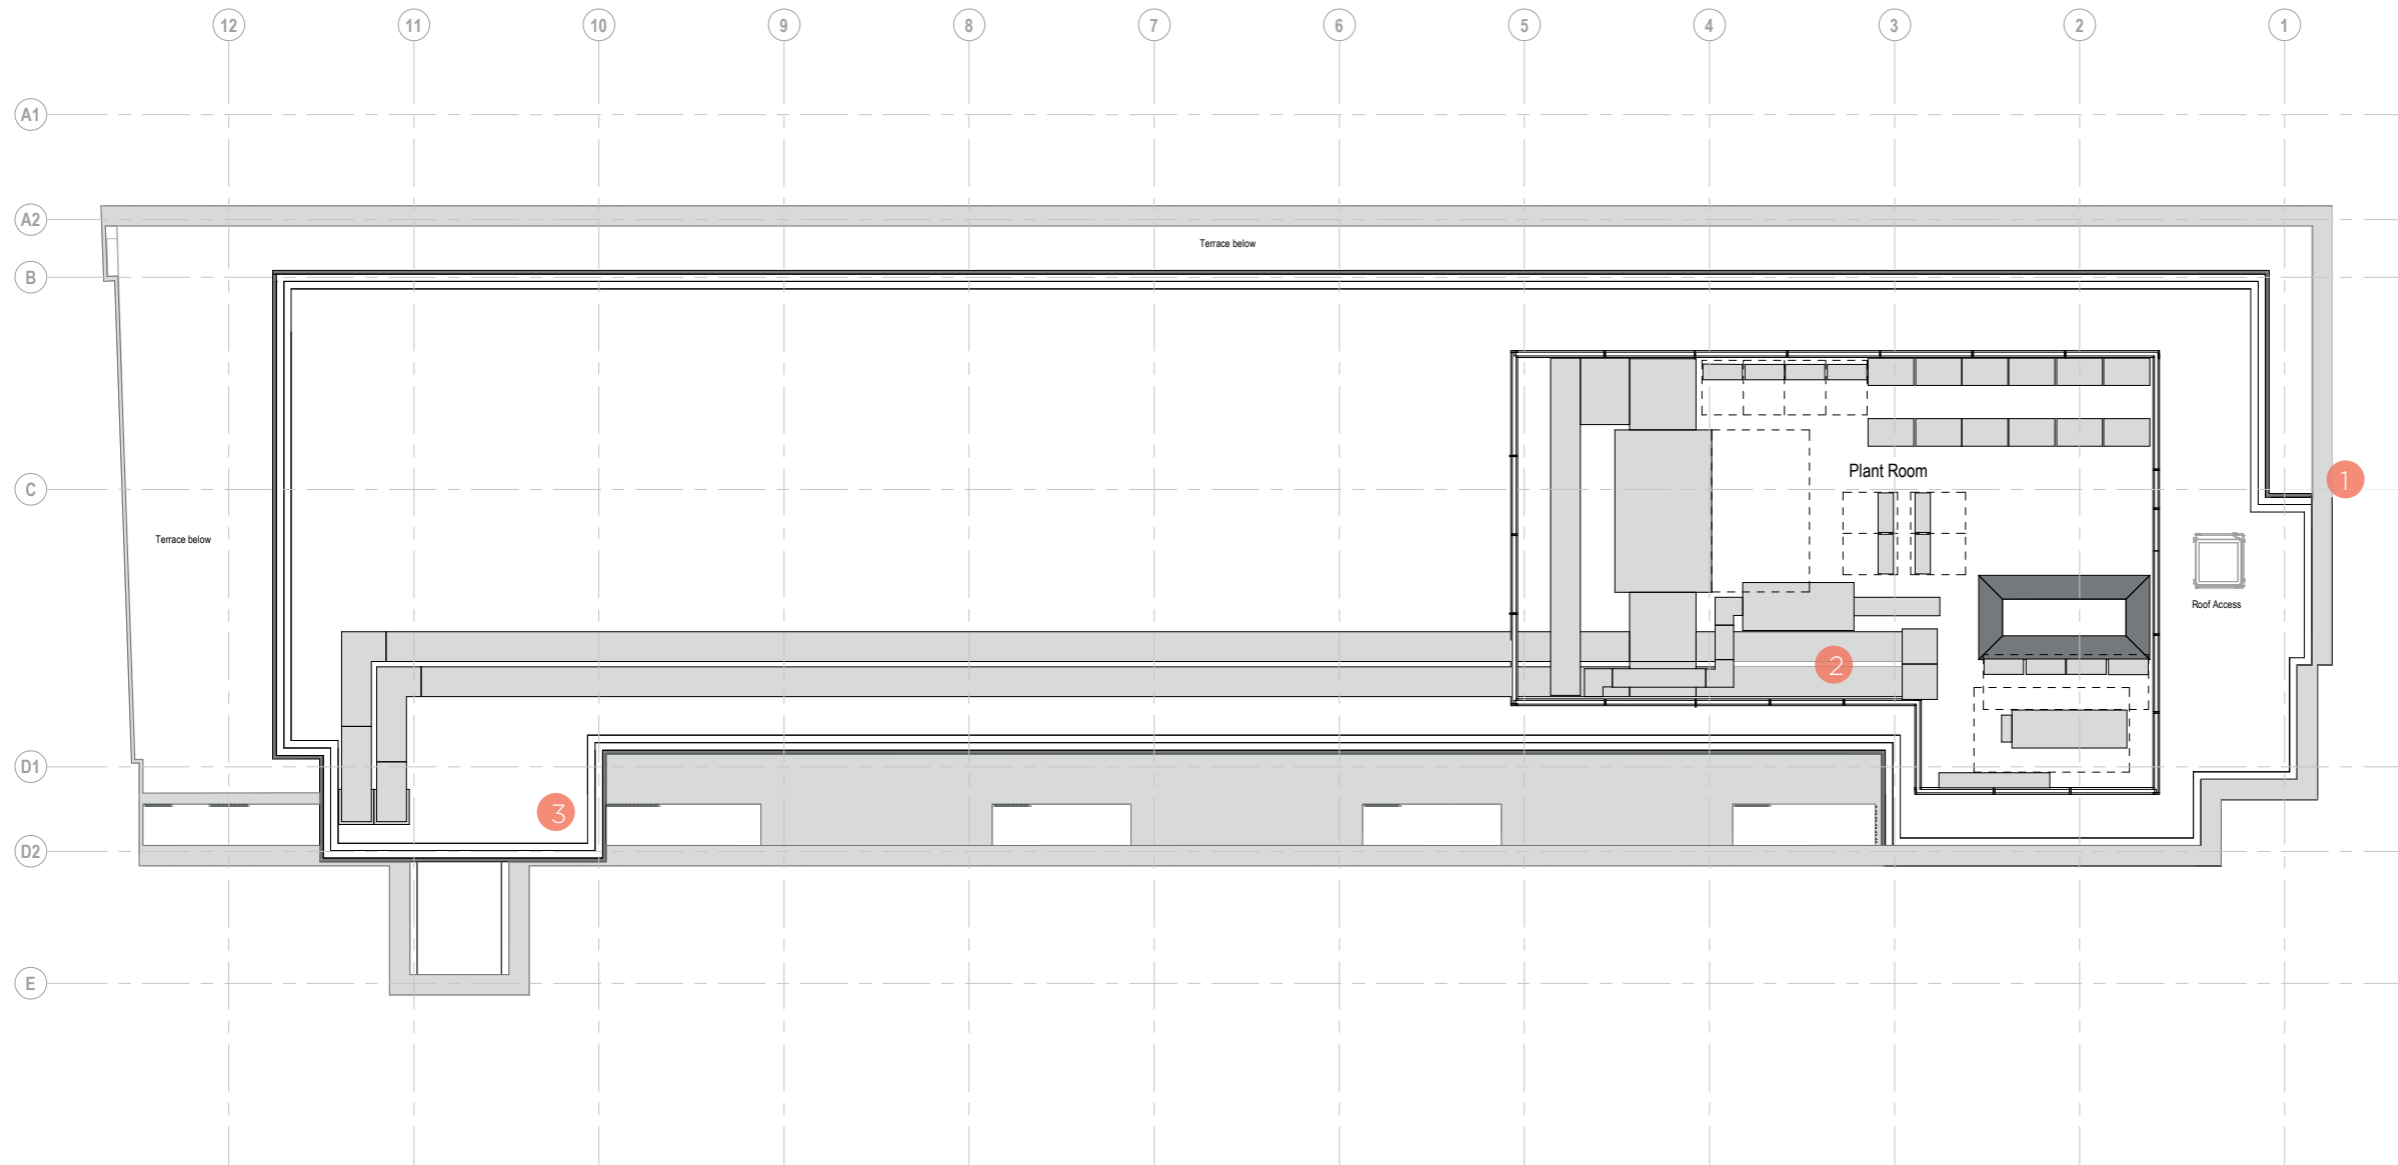 12 11 10 9 8 7 6 5 4 3 2 1
A1
A2
Terrace below
B
Plant Room
C
1
Terrace below
Roof Access
2
D1
3
D2
E